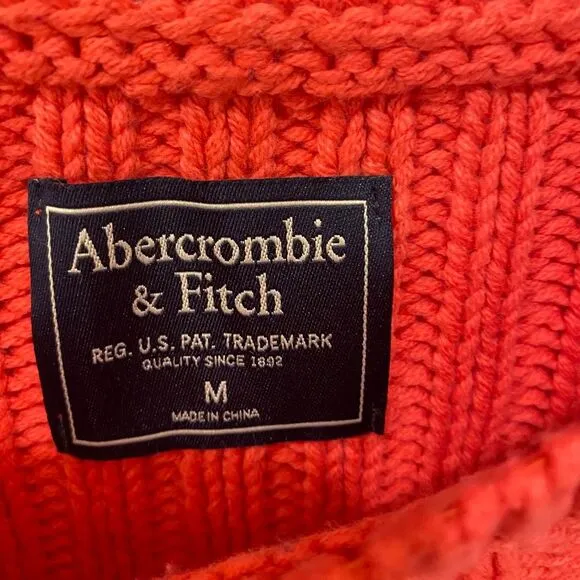 Abercrombie
& Fitch
REG. U.S. PAT. TRADEMARK
QUALITY SINCE 1892
M
MADE IN CHINA